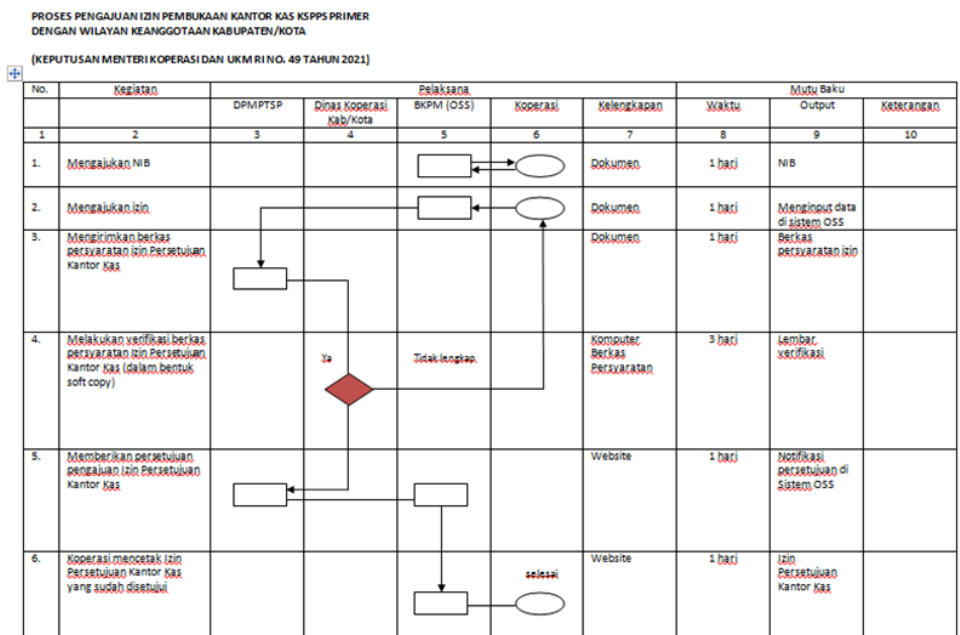 PROSES PENGAJUAN IZIN PEMBUKAAN KANTOR KAS KSPPS PRIMER
DENGAN WILAYAN KEANGGOTAAN KABUPATEN/KOTA
(KEPUTUSAN MENTERI KOPERASI DAN UKM RI NO. 49 TAHUN 2021)
No. Kegiatan Pelaksana Mutu Baku
DPMPTSP Dinas Koperasi BKPM (OSS) Koperasi Kelengkapan Waktu Output Keterangan
Kab/Kota
1 2 3 4 5 6 7 8 9 10
1. Mengajukan NIB Dokumen 1 hari NIB
2. Mengajukan izin Dokumen 1 hari Menginput data
di sistem OSS
3. Mengirimkan berkas Dokumen 1 hari Berkas
persyaratan izin Persetujuan persyaratan izin
Kantor Kas
4. Melakukan verifikasi berkas Komputer 3 hari Lembar
persyaratan Izin Persetujuan Ya Tidak lengkap Berkas verifikasi
Kantor Kas (dalam bentuk Persyaratan
soft copy)
5. Memberikan persetujuan Website 1 hari Notifikasi
pengajuan Izin Persetujuan persetujuan di
Kantor Kas Sistem OSS
6. Koperasi mencetak Izin Website 1 hari Izin
Persetujuan Kantor Kas selesai Persetujuan
yang sudah disetujui Kantor Kas